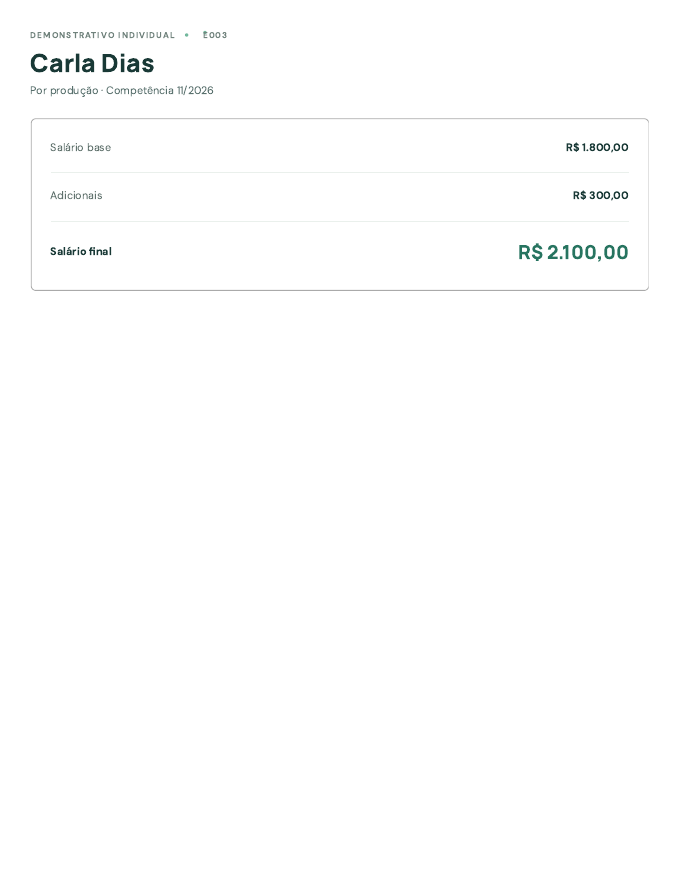 DEMONSTRATIVO INDIVIDUAL • E003
Carla Dias
Por produção · Competência 11/2026
Salário base R$ 1.800,00
Adicionais R$ 300,00
Salário final R$ 2.100,00